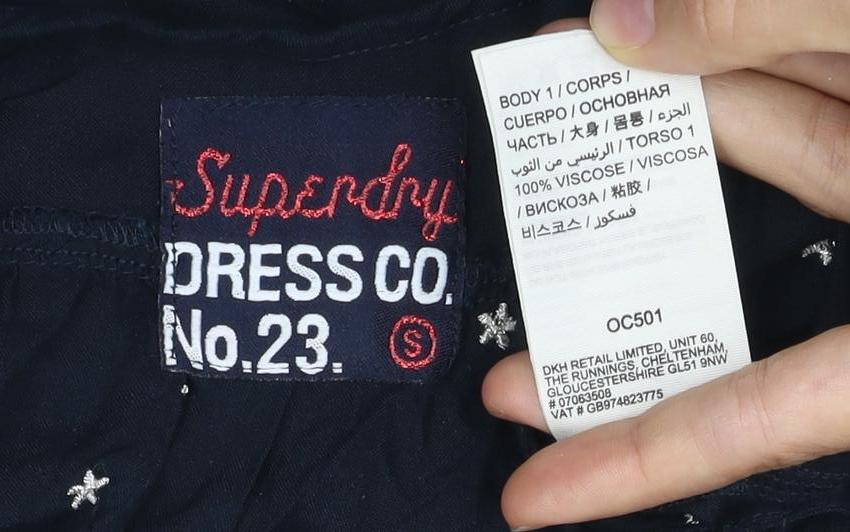 Superdry
DRESS CO.
No.23.
S
BODY 1 / CORPS /
CUERPO / ОСНОВНАЯ
ЧАСТЬ / 大身 / 몸통 / الجزء
الرئيسي من الثوب / TORSO 1
100% VISCOSE / VISCOSA
/ ВИСКОЗА / 粘胶 /
비스코스 / فسكوز
OC501
DKH RETAIL LIMITED, UNIT 60,
THE RUNNINGS, CHELTENHAM,
GLOUCESTERSHIRE GL51 9NW
# 07063508
VAT # GB974823775